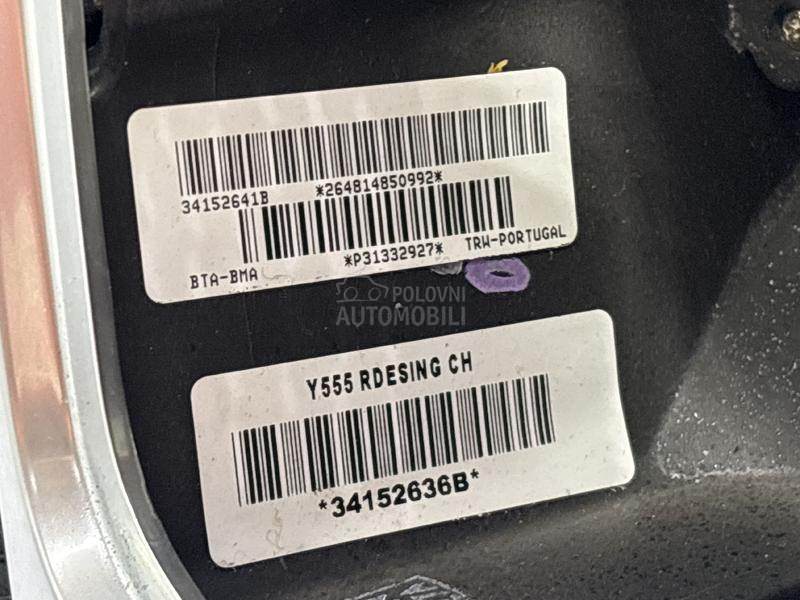 *264814850992*
34152641B
*P31332927*
TRW-PORTUGAL
BTA-BMA
POLOVNI
AUTOMOBILI
Y555 RDESING CH
*34152636B*